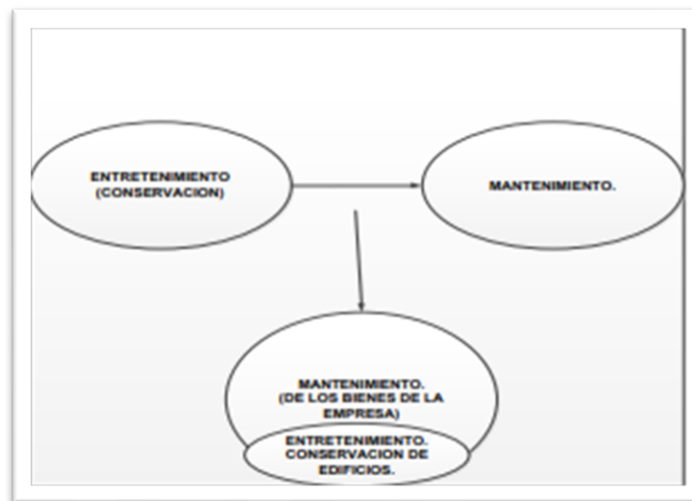 ENTRETENIMIENTO
(CONSERVACION)
MANTENIMIENTO.
MANTENIMIENTO.
(DE LOS BIENES DE LA
EMPRESA)
ENTRETENIMIENTO.
CONSERVACION DE
EDIFICIOS.